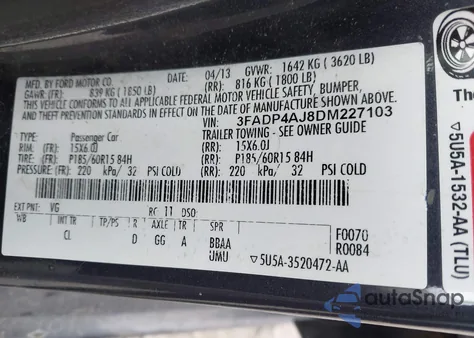 MFD. BY FORD MOTOR CO.
DATE: 04/13 GVWR: 1642 KG ( 3620 LB)
GAWR: (FR): 839 KG ( 1850 LB) (RR): 816 KG ( 1800 LB)
THIS VEHICLE CONFORMS TO ALL APPLICABLE FEDERAL MOTOR VEHICLE SAFETY, BUMPER,
AND THEFT PREVENTION STANDARDS IN EFFECT ON THE DATE OF MANUFACTURE SHOWN ABOVE.
VIN: 3FADP4AJ8DM227103
TYPE: Passenger Car TRAILER TOWING - SEE OWNER GUIDE
RIM: (FR) 15X6.0J (RR): 15X6.0J
TIRES: (FR): P185/60R15 84H (RR): P185/60R15 84H
PRESSURE: (FR): 220 kPa/ 32 PSI COLD (RR): 220 kPa/ 32 PSI COLD
EXT PNT: VG RC: 11 DSO:
WB INT TR TP/PS R AXLE TR SPR F0070
CL D GG A BBAA R0084
UMU ▽5U5A-3520472-AA
The
▽5U5A-1532-AA (TLU)
autoSnap